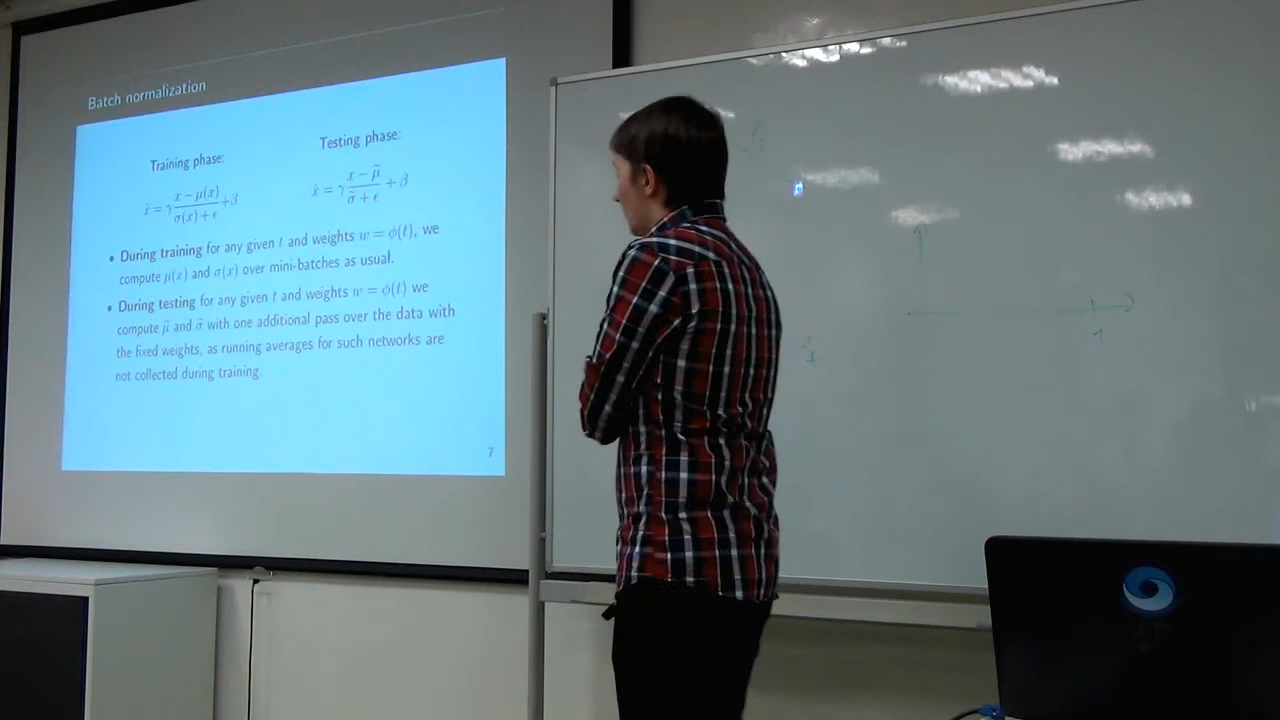 Batch normalization
Training phase:
Testing phase:
x̂ = γ (x − μ(x)) / (σ(x) + ε) + β
x̂ = γ (x − μ̃) / (σ̃ + ε) + β
• During training for any given t and weights w = φ(t), we
compute μ(x) and σ(x) over mini-batches as usual.
• During testing for any given t and weights w = φ(t) we
compute μ̃ and σ̃ with one additional pass over the data with
the fixed weights, as running averages for such networks are
not collected during training.
7
1